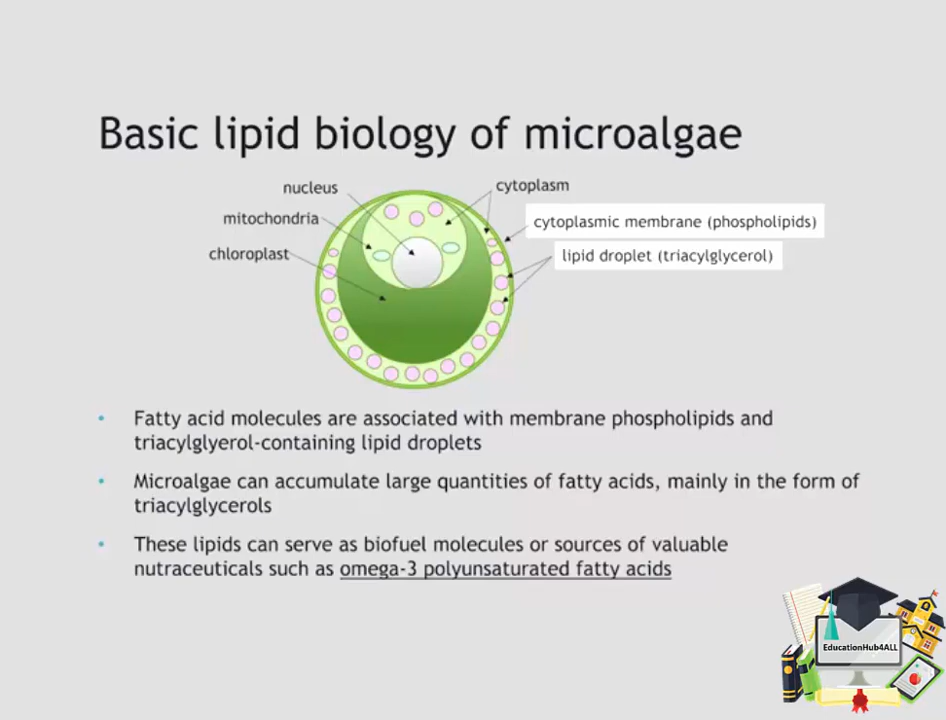 Basic lipid biology of microalgae
nucleus
cytoplasm
mitochondria
cytoplasmic membrane (phospholipids)
chloroplast
lipid droplet (triacylglycerol)
• Fatty acid molecules are associated with membrane phospholipids and
triacylglyerol-containing lipid droplets
• Microalgae can accumulate large quantities of fatty acids, mainly in the form of
triacylglycerols
• These lipids can serve as biofuel molecules or sources of valuable
nutraceuticals such as omega-3 polyunsaturated fatty acids
EducationHub4ALL